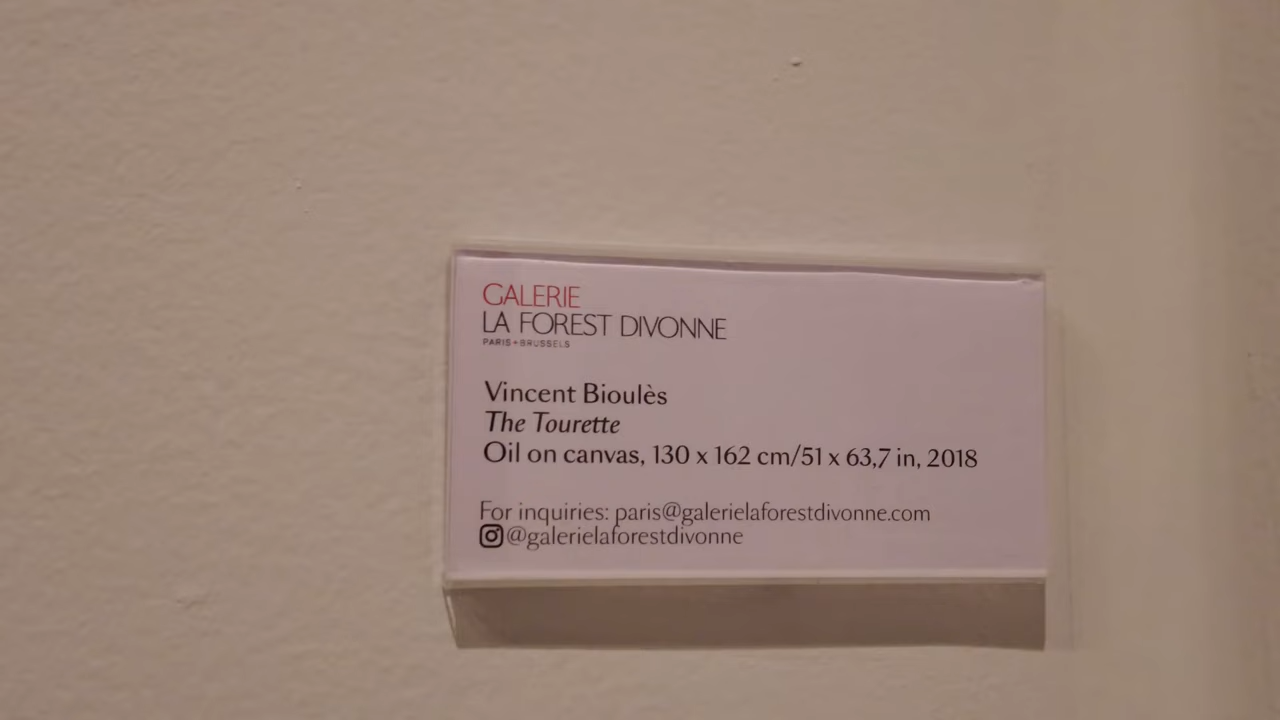 GALERIE
LA FOREST DIVONNE
PARIS+BRUSSELS
Vincent Bioulès
The Tourette
Oil on canvas, 130 x 162 cm/51 x 63,7 in, 2018
For inquiries: paris@galerielaforestdivonne.com
@galerielaforestdivonne